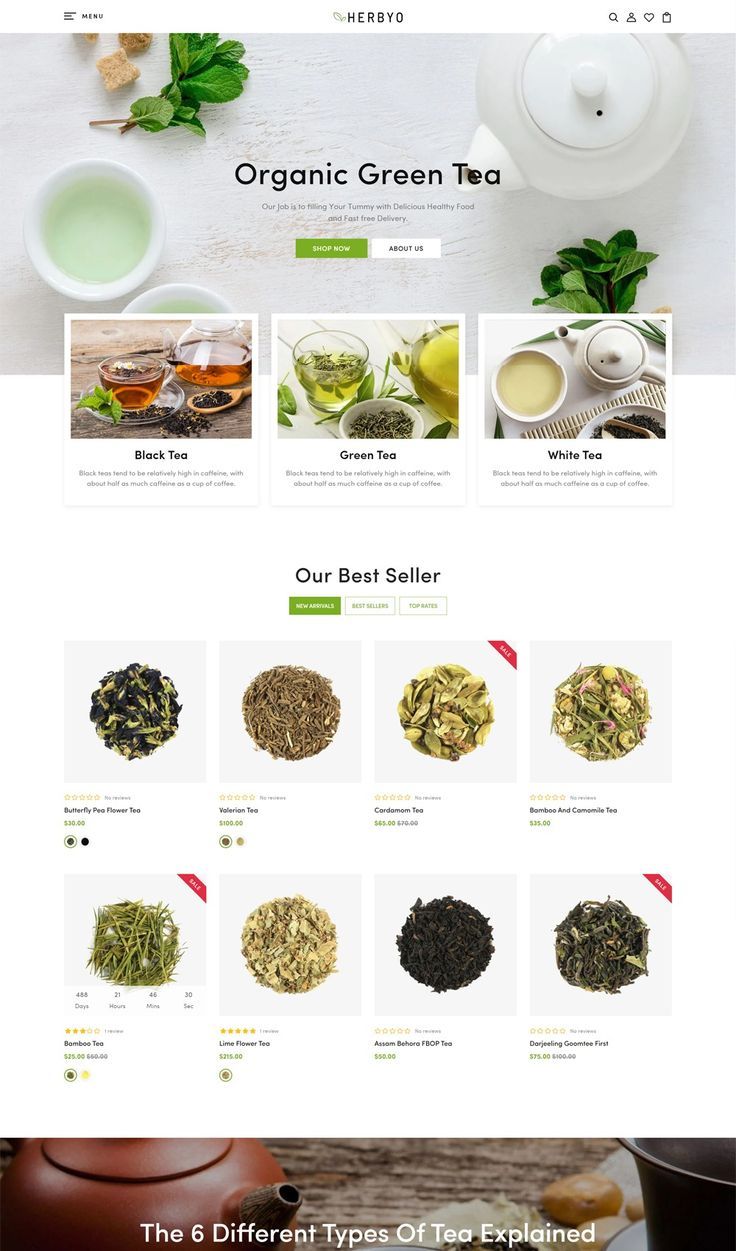 MENU
HERBYO
Organic Green Tea
Our Job is to filling Your Tummy with Delicious Healthy Food
and Fast free Delivery.
SHOP NOW
ABOUT US
Black Tea
Black teas tend to be relatively high in caffeine, with
about half as much caffeine as a cup of coffee.
Green Tea
Black teas tend to be relatively high in caffeine, with
about half as much caffeine as a cup of coffee.
White Tea
Black teas tend to be relatively high in caffeine, with
about half as much caffeine as a cup of coffee.
Our Best Seller
NEW ARRIVALS
BEST SELLERS
TOP RATES
No reviews
Butterfly Pea Flower Tea
$30.00
No reviews
Valerian Tea
$100.00
SALE
No reviews
Cardamom Tea
$65.00 $70.00
No reviews
Bamboo And Camomile Tea
$35.00
SALE
488 21 46 30
Days Hours Mins Sec
1 review
Bamboo Tea
$25.00 $50.00
1 review
Lime Flower Tea
$215.00
No reviews
Assam Behora FBOP Tea
$50.00
SALE
No reviews
Darjeeling Goomtee First
$75.00 $100.00
The 6 Different Types Of Tea Explained